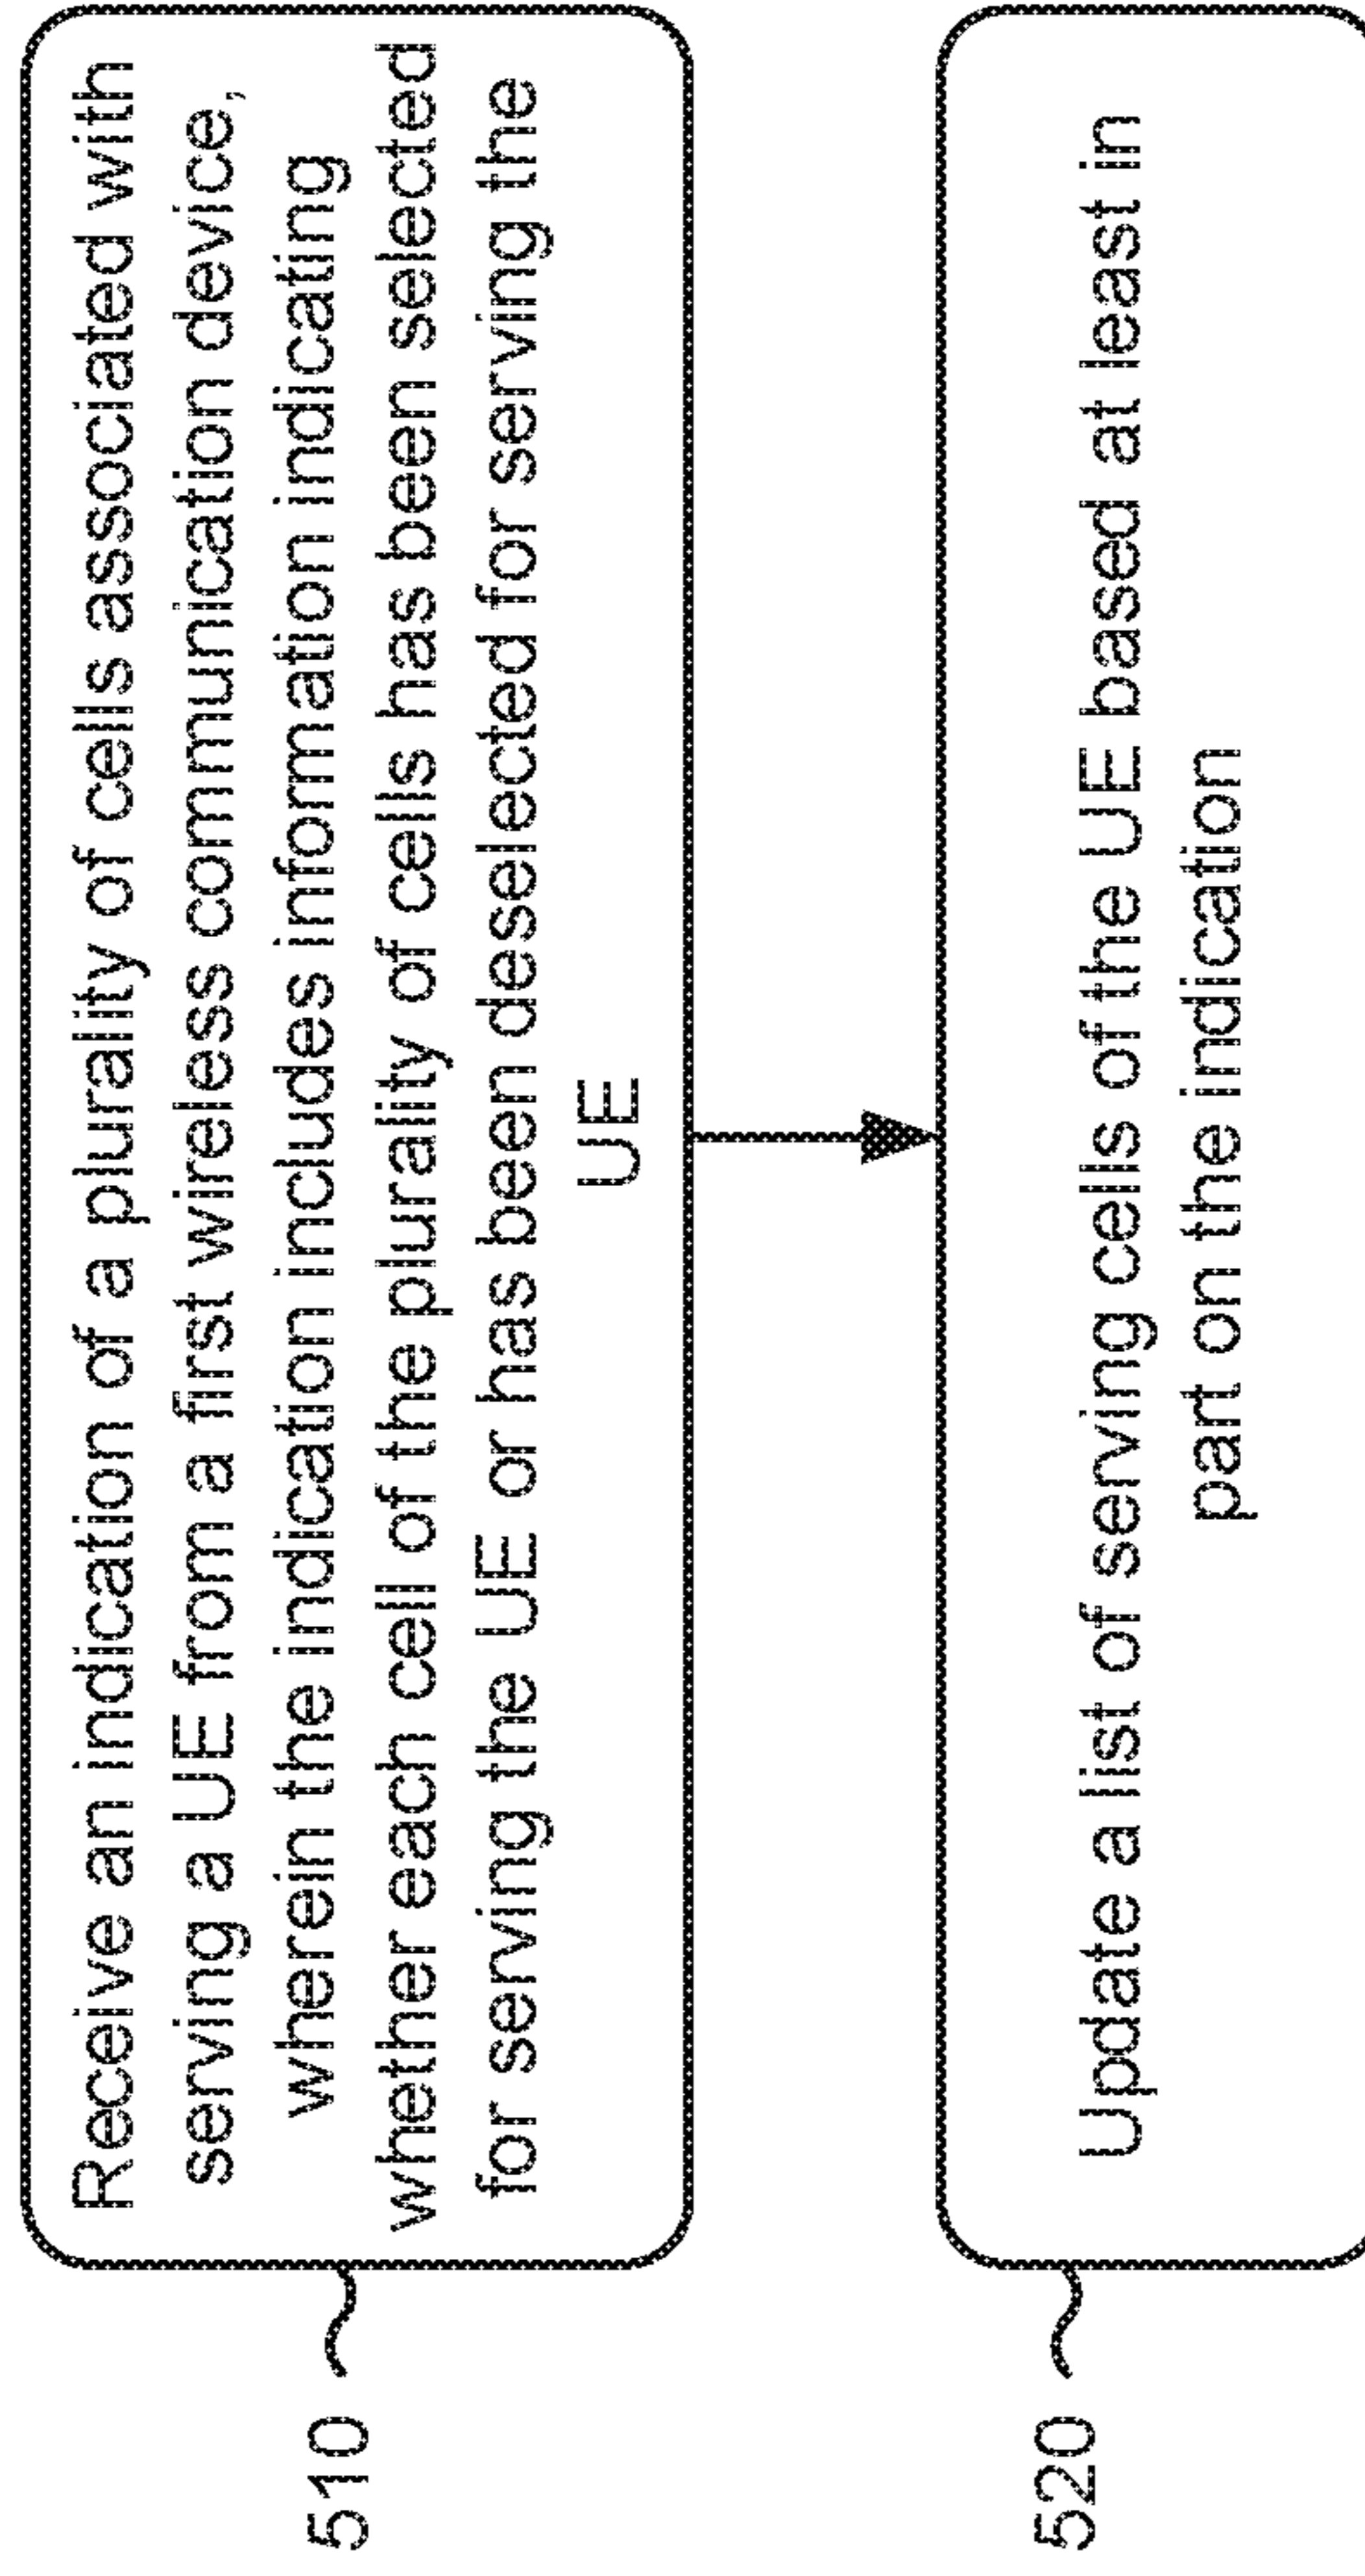 510
Receive an indication of a plurality of cells associated with
serving a UE from a first wireless communication device,
wherein the indication includes information indicating
whether each cell of the plurality of cells has been selected
for serving the UE or has been deselected for serving the
UE
520
Update a list of serving cells of the UE based at least in
part on the indication